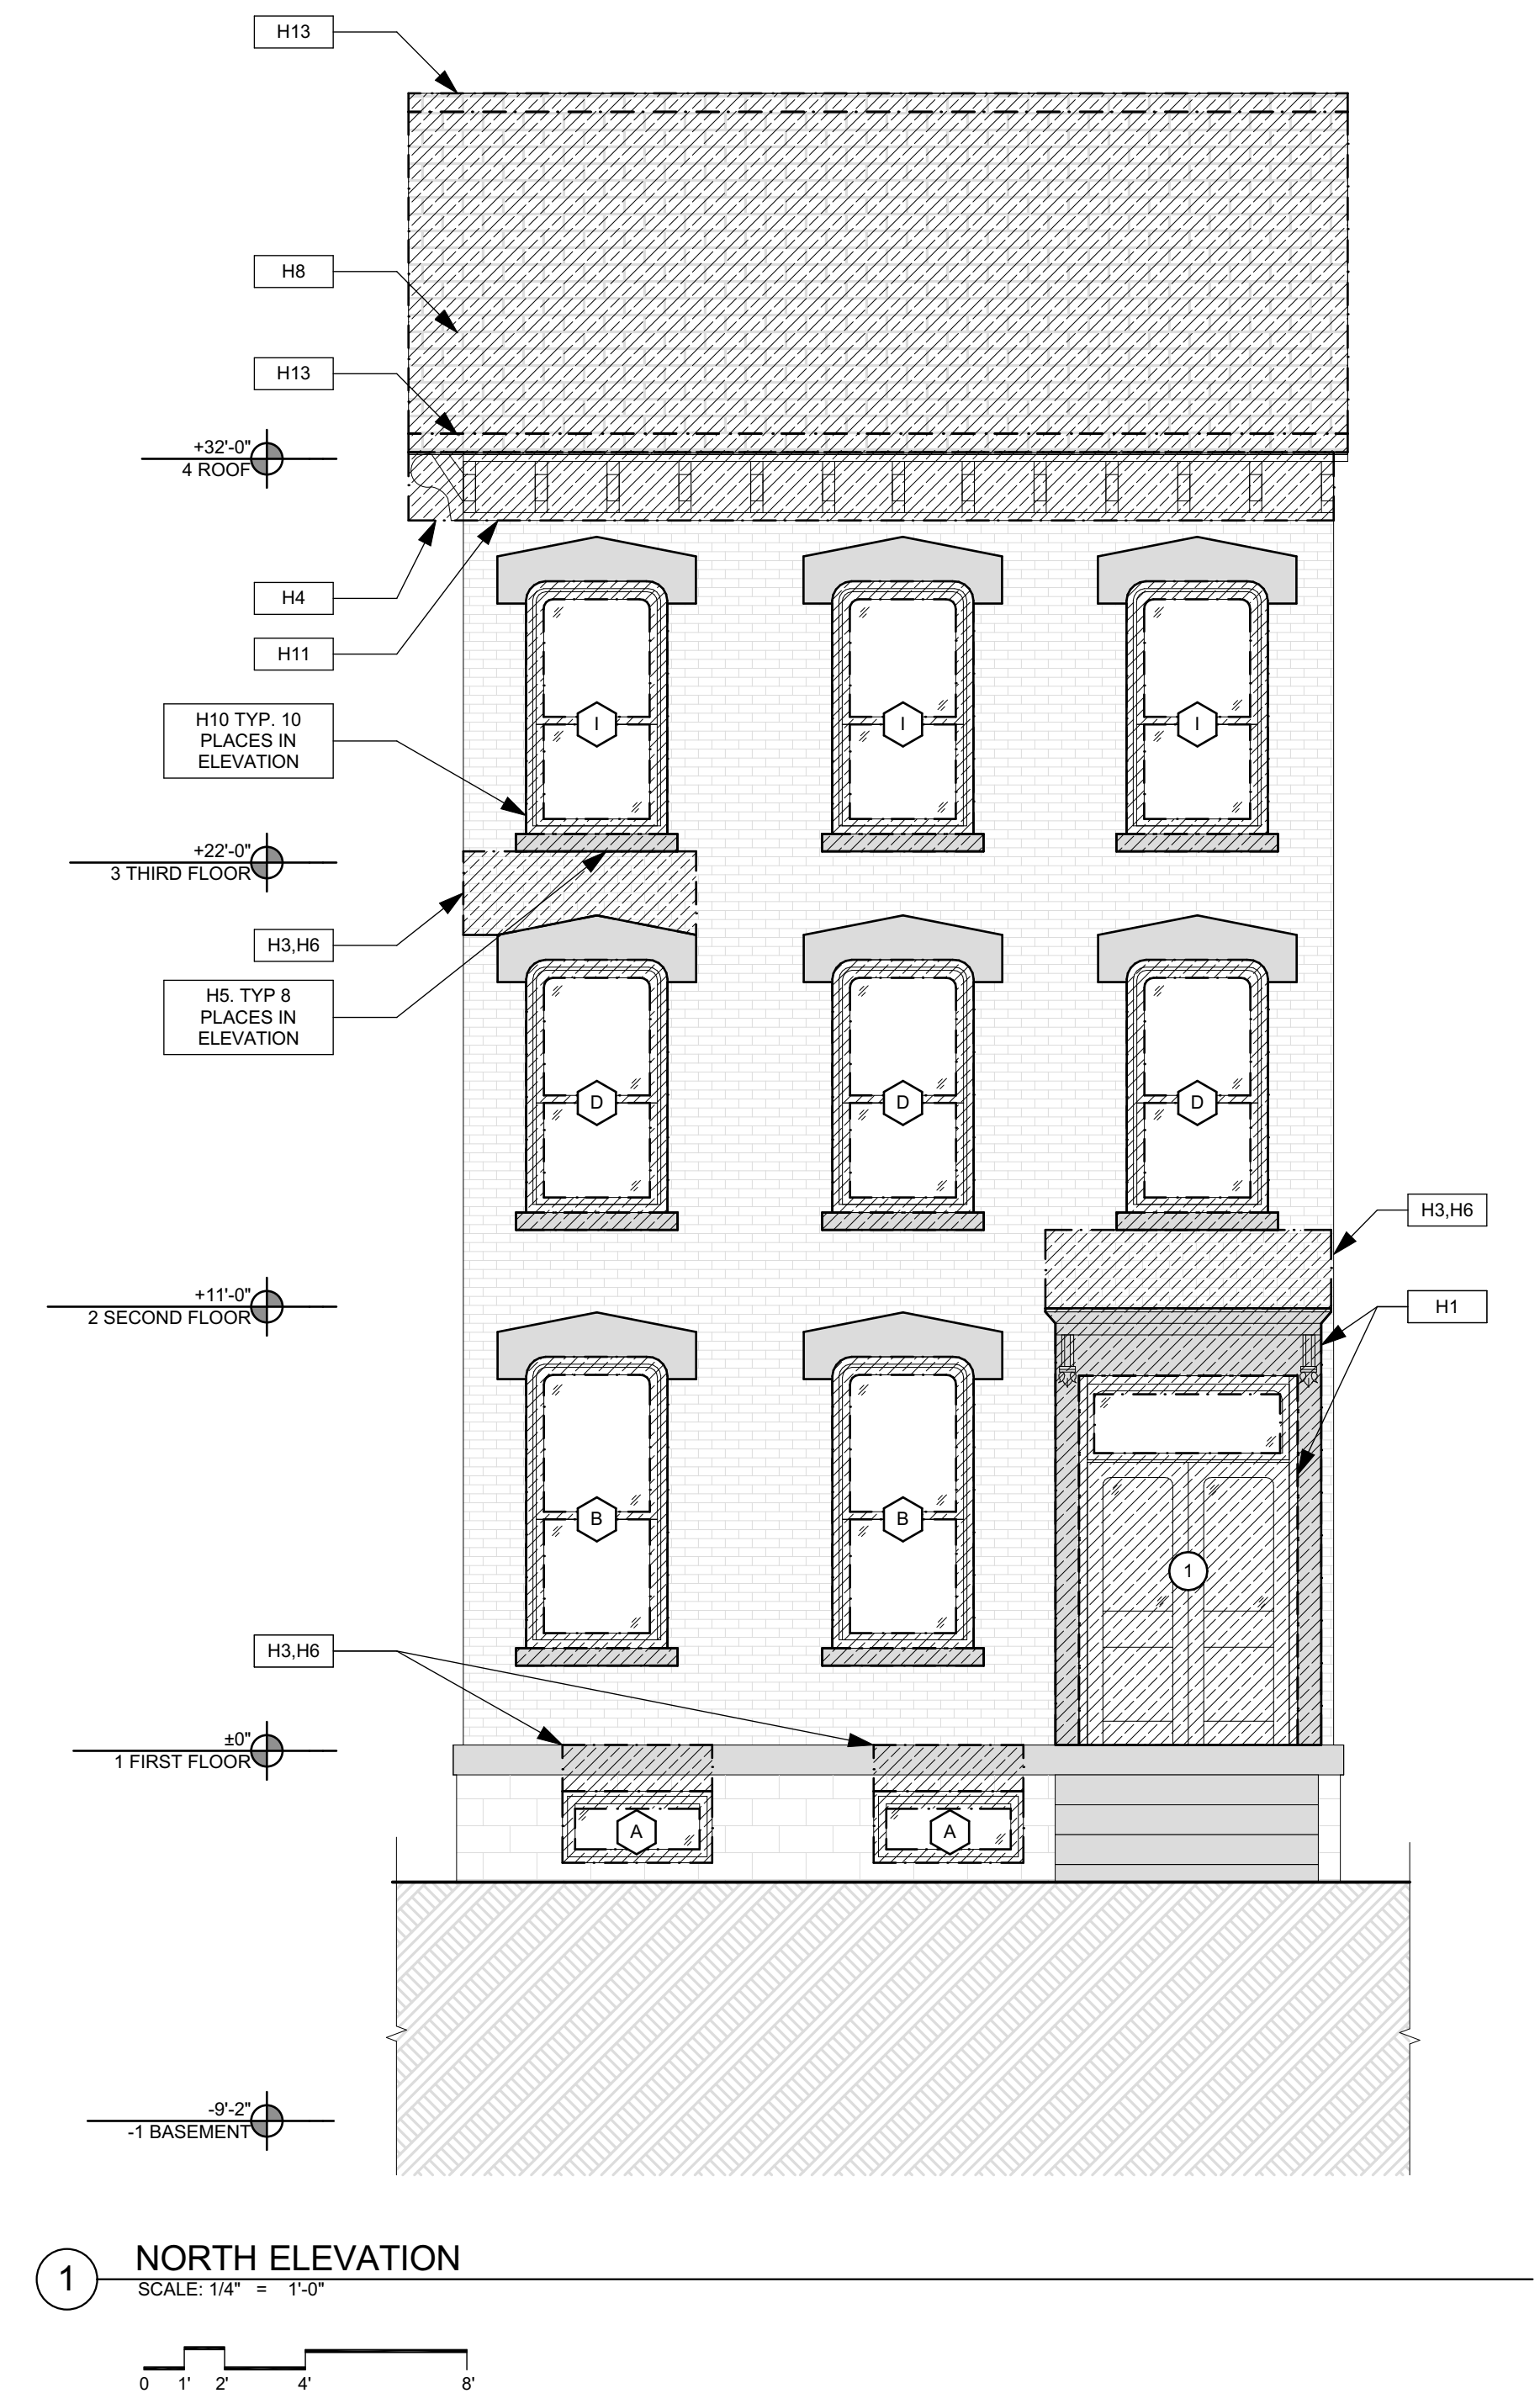 H13
H8
H13
+32'-0"
4 ROOF
H4
H11
H10 TYP. 10
PLACES IN
ELEVATION
I
I
I
+22'-0"
3 THIRD FLOOR
H3,H6
H5. TYP 8
PLACES IN
ELEVATION
D
D
D
H3,H6
+11'-0"
2 SECOND FLOOR
H1
B
B
1
H3,H6
±0"
1 FIRST FLOOR
A
A
-9'-2"
-1 BASEMENT
1
NORTH ELEVATION
SCALE: 1/4" = 1'-0"
0 1' 2' 4' 8'